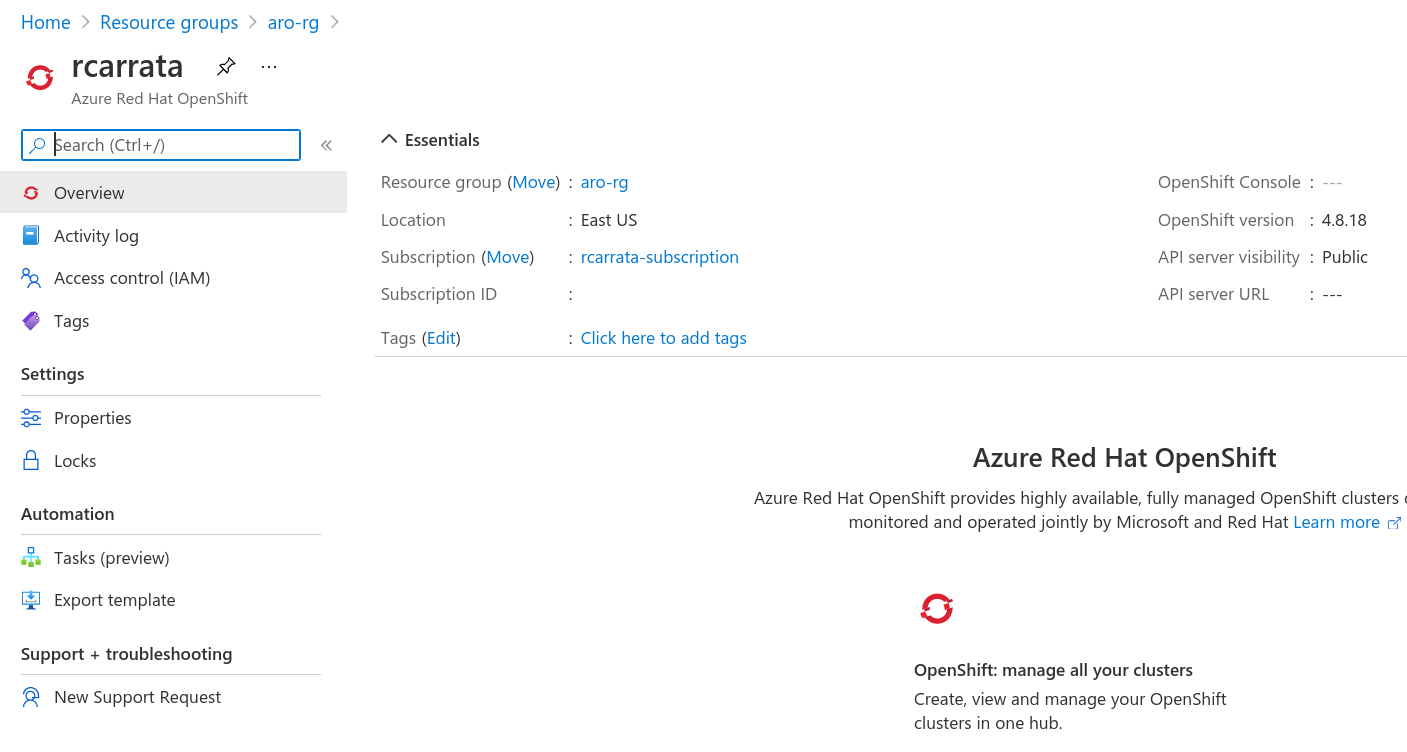 Home > Resource groups > aro-rg >
rcarrata ...
Azure Red Hat OpenShift
Search (Ctrl+/) «
Overview
Activity log
Access control (IAM)
Tags
Settings
Properties
Locks
Automation
Tasks (preview)
Export template
Support + troubleshooting
New Support Request
Essentials
Resource group (Move) : aro-rg
Location : East US
Subscription (Move) : rcarrata-subscription
Subscription ID :
Tags (Edit) : Click here to add tags
OpenShift Console : ---
OpenShift version : 4.8.18
API server visibility : Public
API server URL : ---
Azure Red Hat OpenShift
Azure Red Hat OpenShift provides highly available, fully managed OpenShift clusters
monitored and operated jointly by Microsoft and Red Hat Learn more
OpenShift: manage all your clusters
Create, view and manage your OpenShift
clusters in one hub.